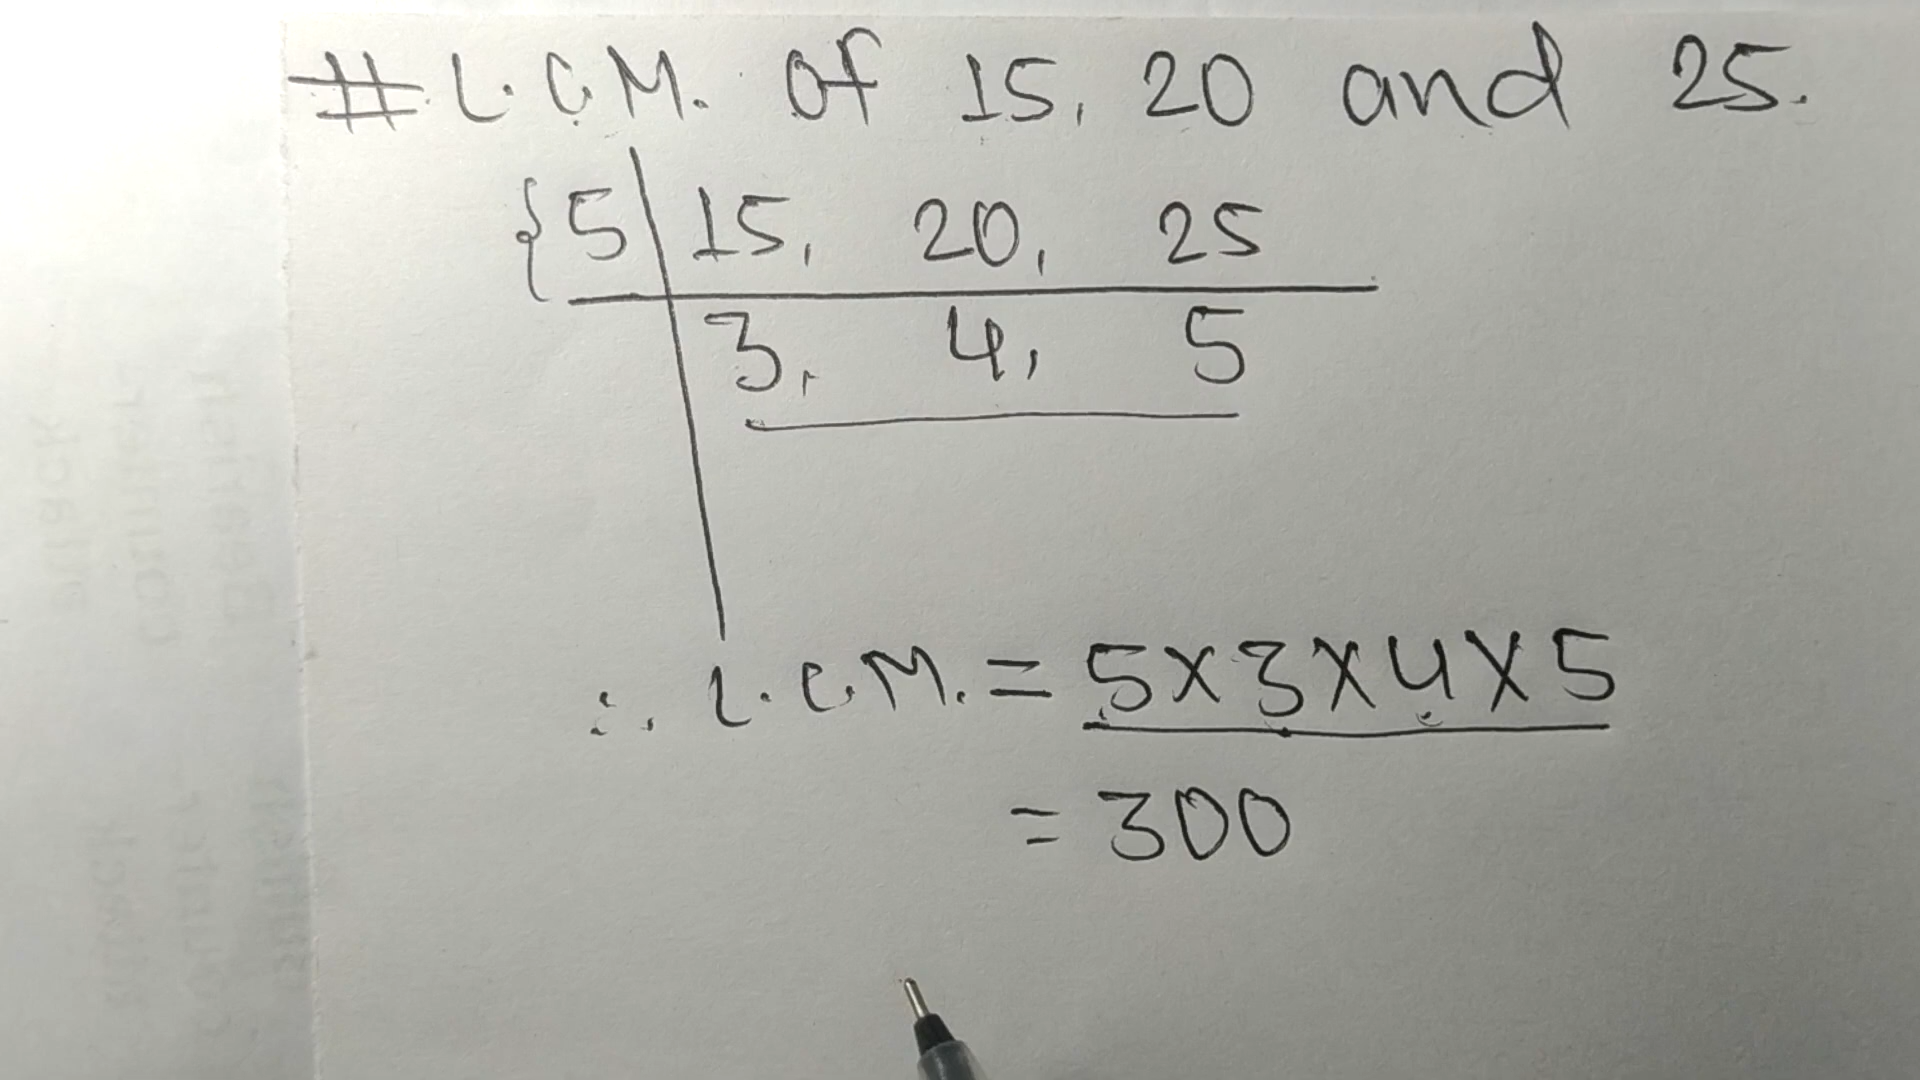 # L.C.M. of 15, 20 and 25.
{5 | 15, 20, 25
3, 4, 5
∴ L.C.M. = 5×3×4×5
= 300